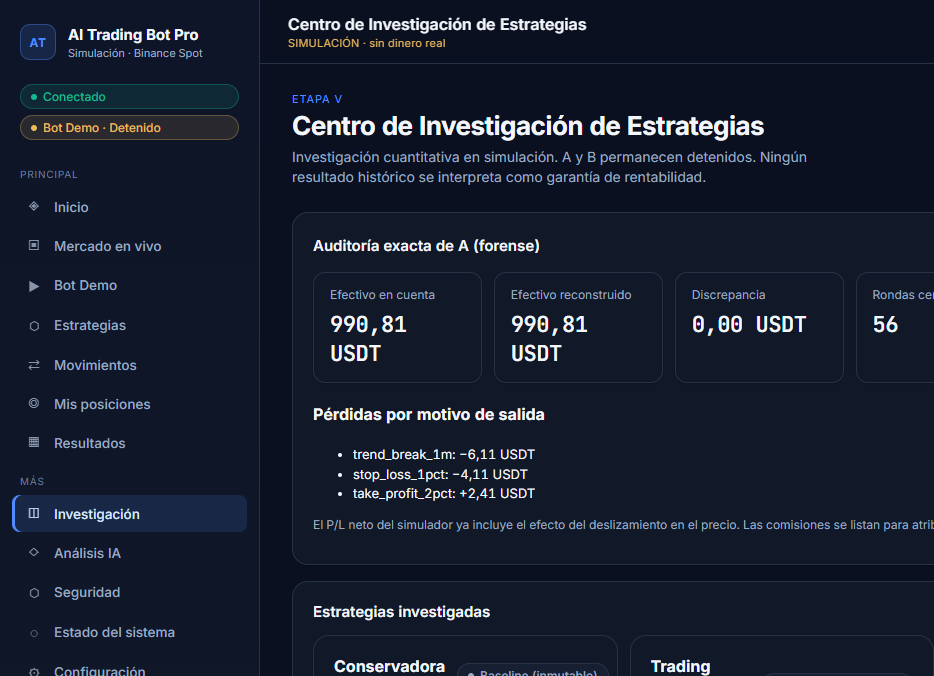 AT
AI Trading Bot Pro
Simulación · Binance Spot
Conectado
Bot Demo · Detenido
PRINCIPAL
Inicio
Mercado en vivo
Bot Demo
Estrategias
Movimientos
Mis posiciones
Resultados
MÁS
Investigación
Análisis IA
Seguridad
Estado del sistema
Configuración
Centro de Investigación de Estrategias
SIMULACIÓN · sin dinero real
ETAPA V
Centro de Investigación de Estrategias
Investigación cuantitativa en simulación. A y B permanecen detenidos. Ningún
resultado histórico se interpreta como garantía de rentabilidad.
Auditoría exacta de A (forense)
Efectivo en cuenta
990,81
USDT
Efectivo reconstruido
990,81
USDT
Discrepancia
0,00 USDT
Rondas
56
Pérdidas por motivo de salida
• trend_break_1m: −6,11 USDT
• stop_loss_1pct: −4,11 USDT
• take_profit_2pct: +2,41 USDT
El P/L neto del simulador ya incluye el efecto del deslizamiento en el precio. Las comisiones se listan para
Estrategias investigadas
Conservadora
Baseline (inmutable)
Trading